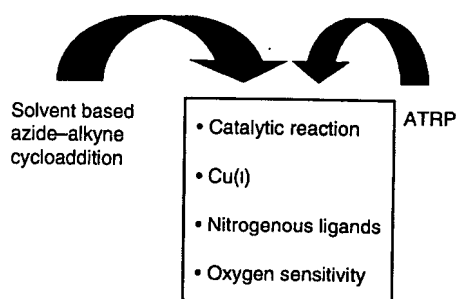 Solvent based
azide–alkyne
cycloaddition
ATRP
• Catalytic reaction
• Cu(I)
• Nitrogenous ligands
• Oxygen sensitivity